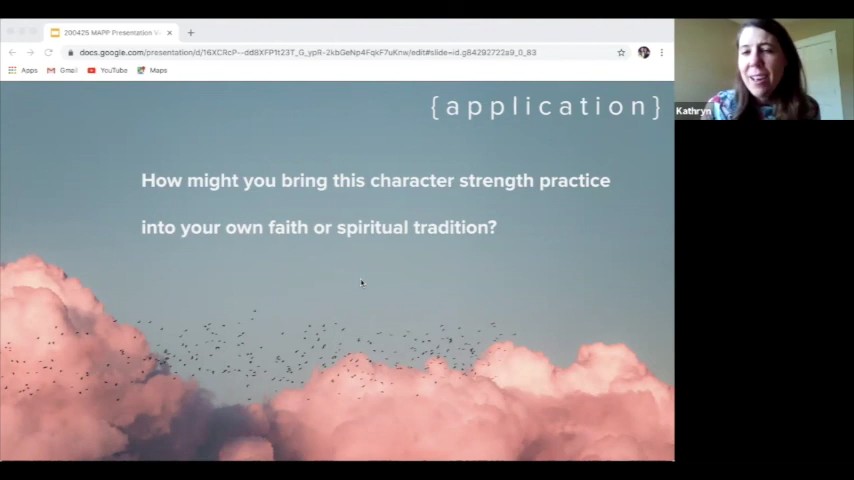 200425 MAPP Presentation V
docs.google.com/presentation/d/16XCRcP--dd8XFP1t23T_G_ypR-2kbGeNp4FqkF7uKnw/edit#slide=id.g84292722a9_0_83
Apps Gmail YouTube Maps
Kathryn
{application}
How might you bring this character strength practice
into your own faith or spiritual tradition?